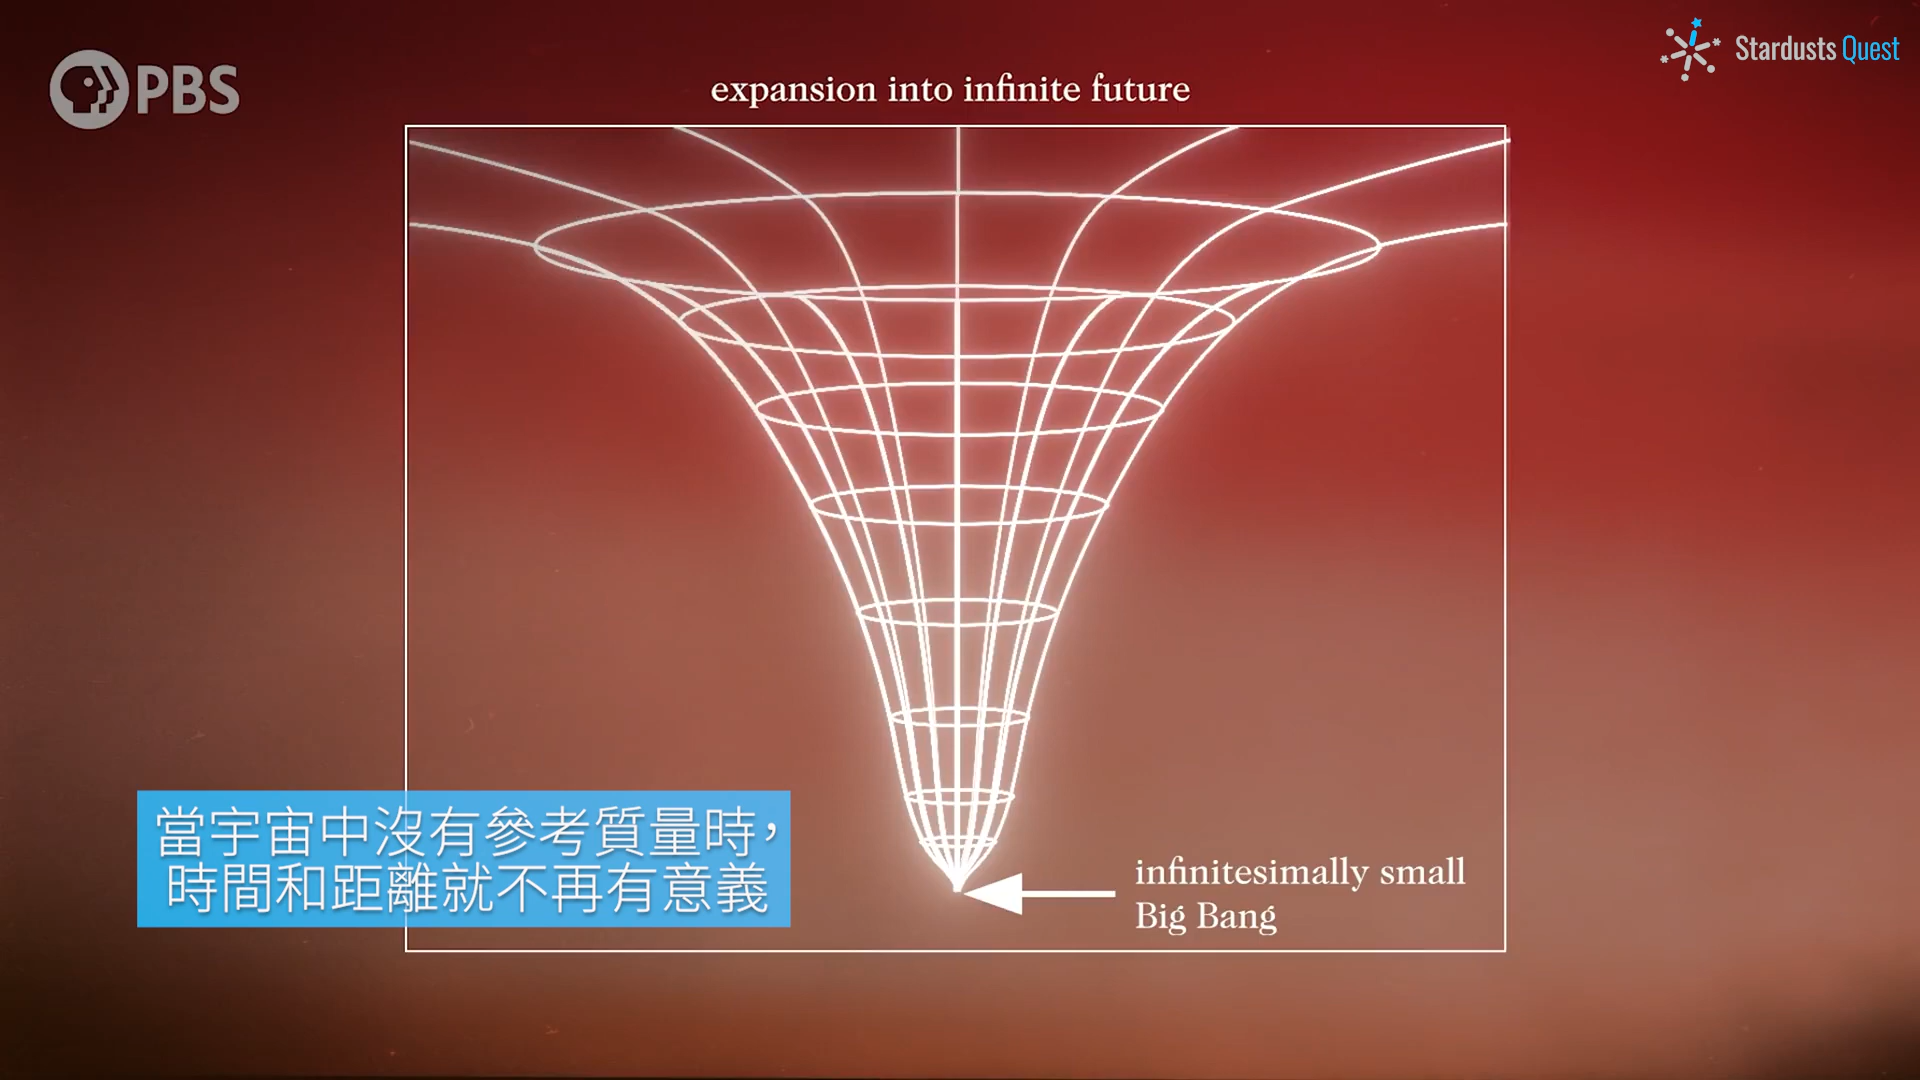 PBS
Stardusts Quest
expansion into infinite future
當宇宙中沒有參考質量時，
時間和距離就不再有意義
infinitesimally small
Big Bang